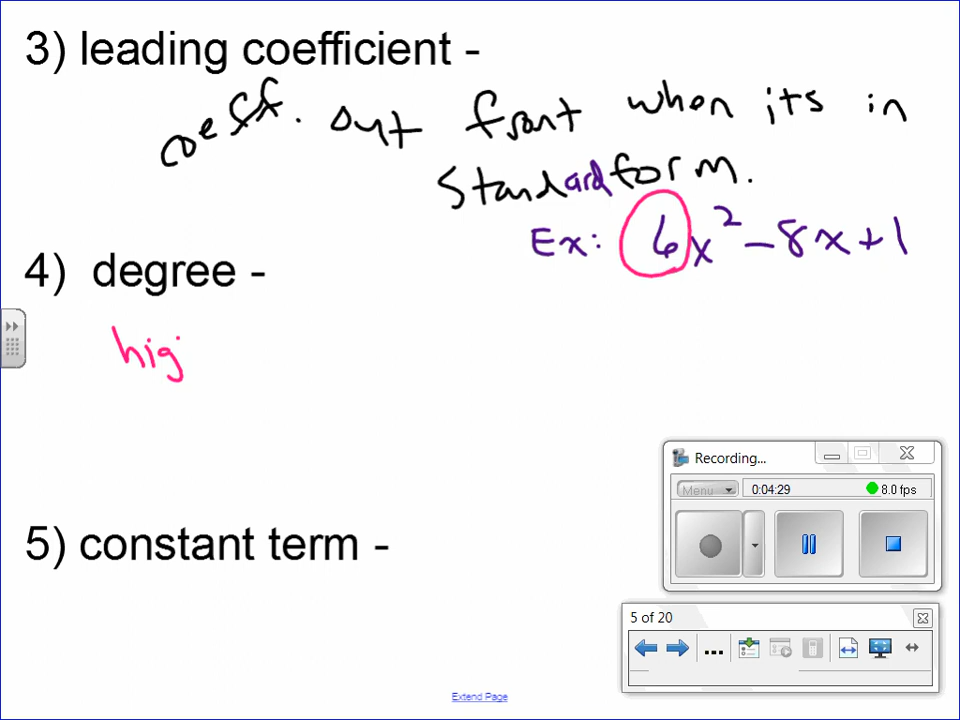 3) leading coefficient -
coeff. out front when its in
standard form.
Ex: 6x² - 8x + 1
4) degree -
hig
Recording...
Menu
0:04:29
8.0 fps
5) constant term -
5 of 20
...
Extend Page